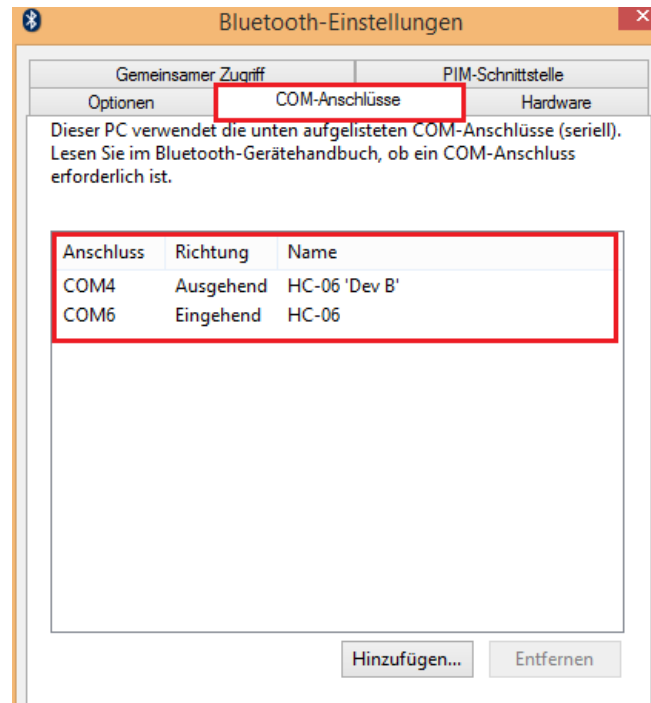 Bluetooth-Einstellungen
Gemeinsamer Zugriff PIM-Schnittstelle
Optionen COM-Anschlüsse Hardware
Dieser PC verwendet die unten aufgelisteten COM-Anschlüsse (seriell).
Lesen Sie im Bluetooth-Gerätehandbuch, ob ein COM-Anschluss
erforderlich ist.
Anschluss Richtung Name
COM4 Ausgehend HC-06 'Dev B'
COM6 Eingehend HC-06
Hinzufügen... Entfernen